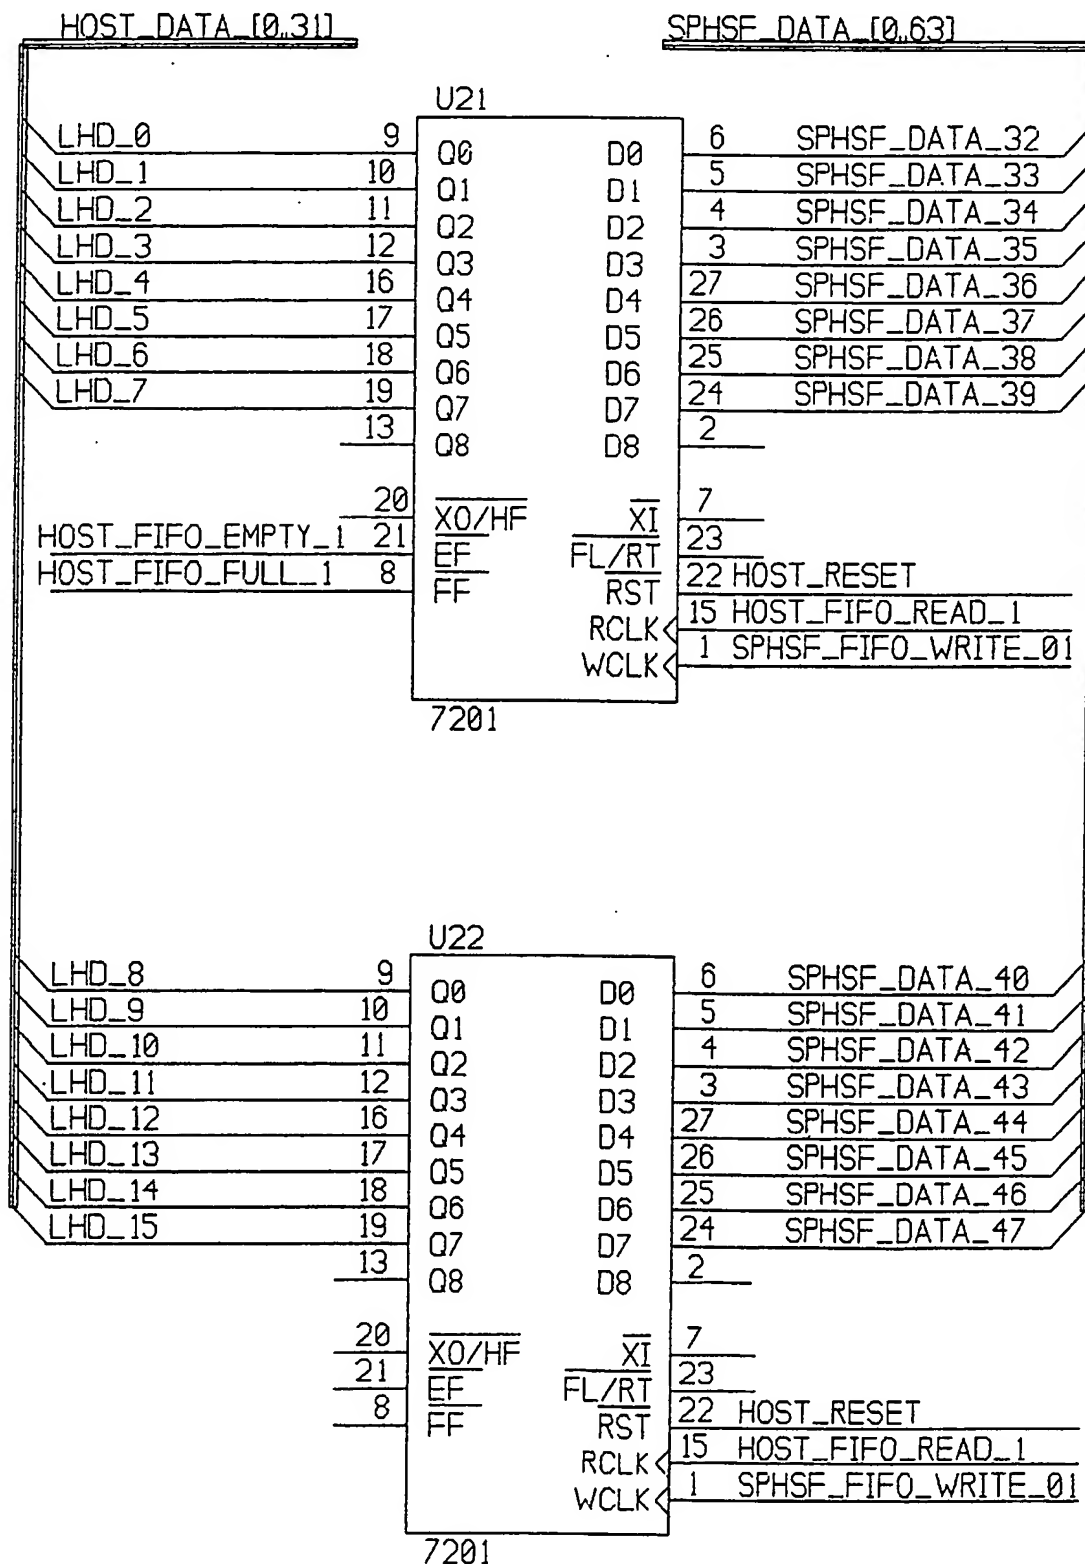 HOST_DATA_[0..31] SPHSF_DATA_[0..63]
U21
LHD_0 9 Q0 D0 6 SPHSF_DATA_32
LHD_1 10 Q1 D1 5 SPHSF_DATA_33
LHD_2 11 Q2 D2 4 SPHSF_DATA_34
LHD_3 12 Q3 D3 3 SPHSF_DATA_35
LHD_4 16 Q4 D4 27 SPHSF_DATA_36
LHD_5 17 Q5 D5 26 SPHSF_DATA_37
LHD_6 18 Q6 D6 25 SPHSF_DATA_38
LHD_7 19 Q7 D7 24 SPHSF_DATA_39
13 Q8 D8 2
20 XO/HF XI 7
HOST_FIFO_EMPTY_1 21 EF FL/RT 23
HOST_FIFO_FULL_1 8 FF RST 22 HOST_RESET
RCLK 15 HOST_FIFO_READ_1
WCLK 1 SPHSF_FIFO_WRITE_01
7201
U22
LHD_8 9 Q0 D0 6 SPHSF_DATA_40
LHD_9 10 Q1 D1 5 SPHSF_DATA_41
LHD_10 11 Q2 D2 4 SPHSF_DATA_42
LHD_11 12 Q3 D3 3 SPHSF_DATA_43
LHD_12 16 Q4 D4 27 SPHSF_DATA_44
LHD_13 17 Q5 D5 26 SPHSF_DATA_45
LHD_14 18 Q6 D6 25 SPHSF_DATA_46
LHD_15 19 Q7 D7 24 SPHSF_DATA_47
13 Q8 D8 2
20 XO/HF XI 7
21 EF FL/RT 23
8 FF RST 22 HOST_RESET
RCLK 15 HOST_FIFO_READ_1
WCLK 1 SPHSF_FIFO_WRITE_01
7201